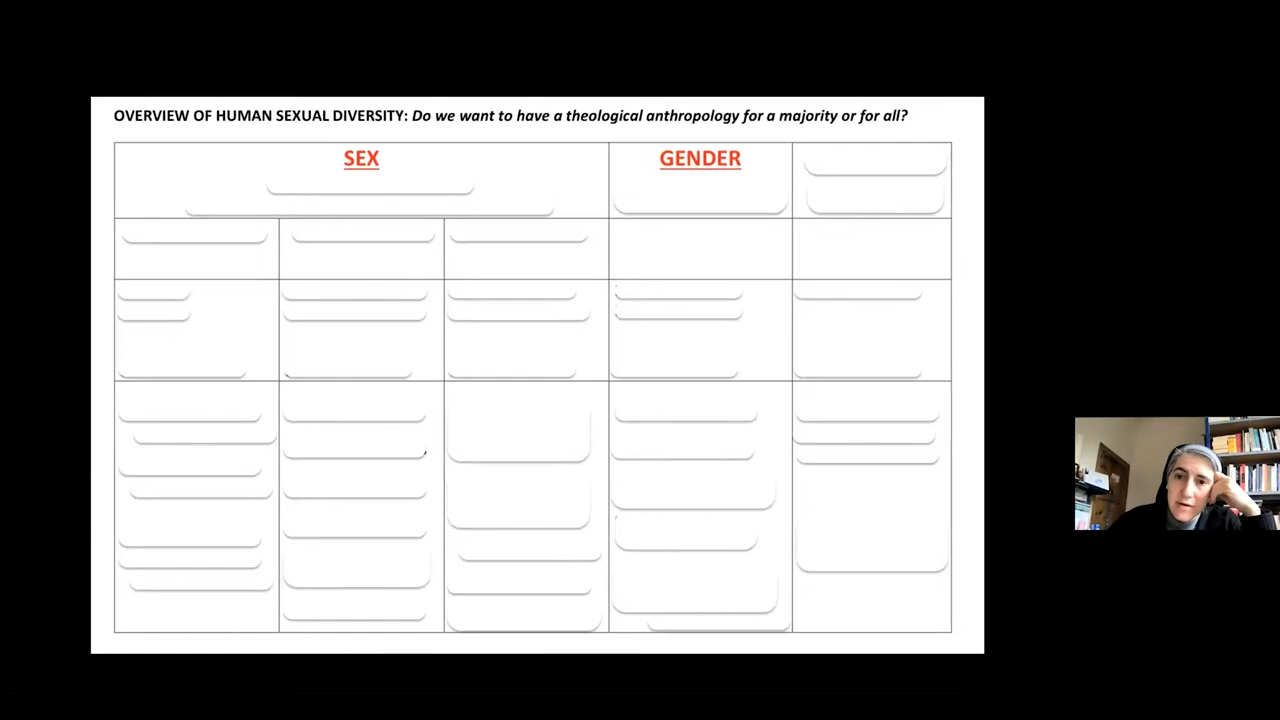 OVERVIEW OF HUMAN SEXUAL DIVERSITY: Do we want to have a theological anthropology for a majority or for all?
SEX
GENDER